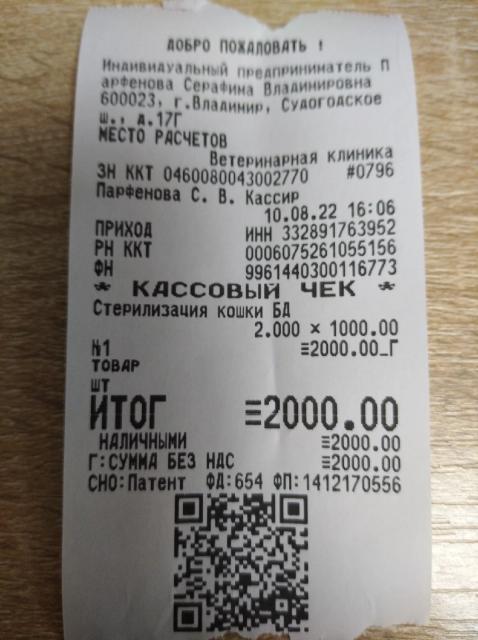 ДОБРО ПОЖАЛОВАТЬ !
Индивидуальный предприниматель П
арфенова Серафина Владимировна
600023, г.Владимир, Судогодское
ш., д.17Г
МЕСТО РАСЧЕТОВ
Ветеринарная клиника
ЗН ККТ 0460080043002770 #0796
Парфенова С. В. Кассир
10.08.22 16:06
ПРИХОД ИНН 332891763952
РН ККТ 0006075261055156
ФН 9961440300116773
* КАССОВЫЙ ЧЕК *
Стерилизация кошки БД
2.000 × 1000.00
№1 ≡2000.00_Г
ТОВАР
ШТ
ИТОГ ≡2000.00
НАЛИЧНЫМИ ≡2000.00
Г:СУММА БЕЗ НДС ≡2000.00
СНО:Патент ФД:654 ФП:1412170556